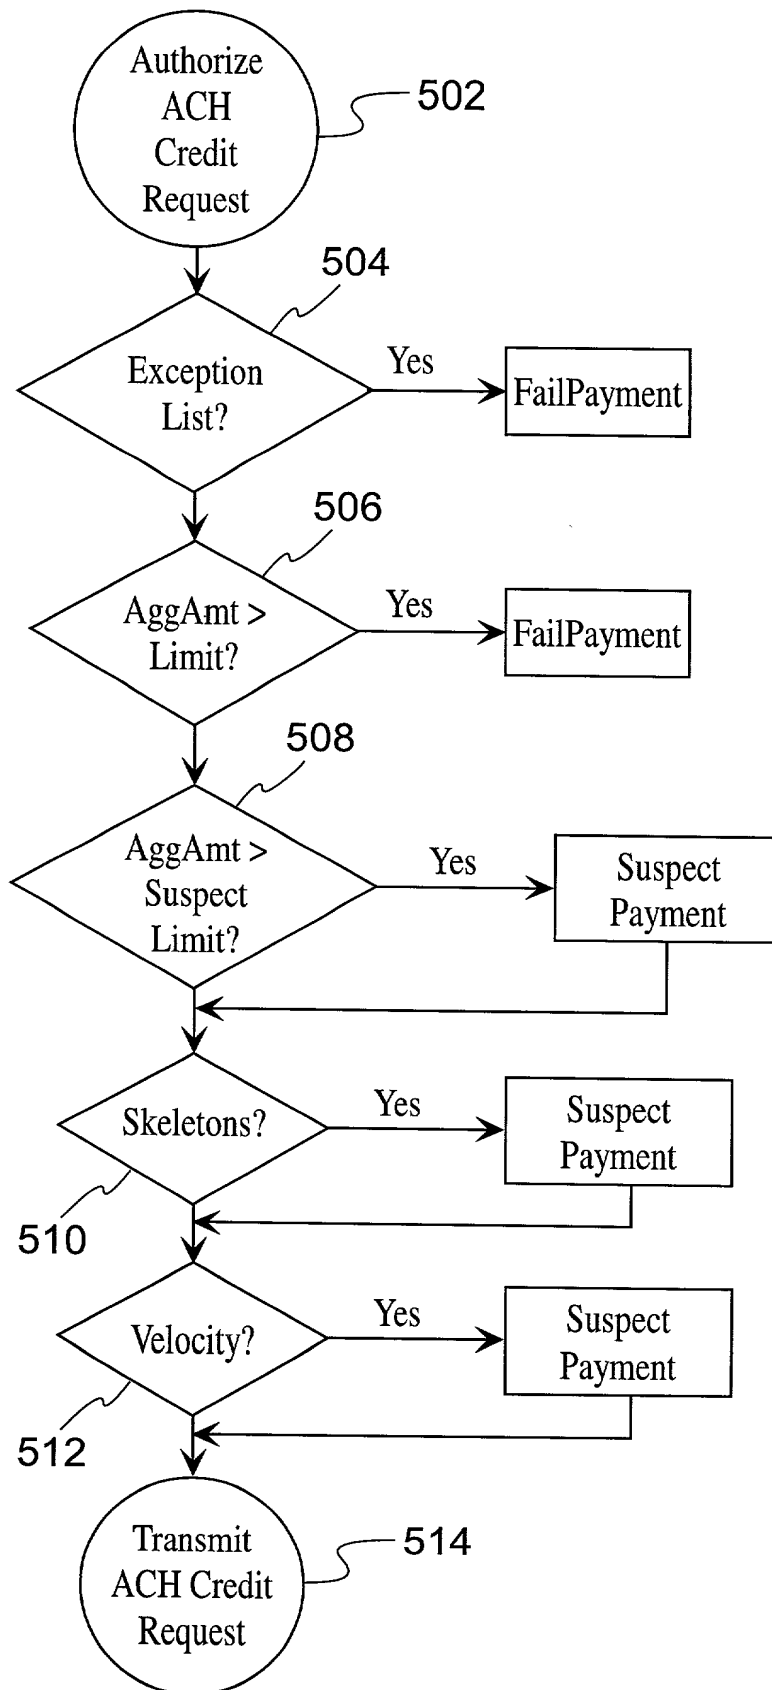 Authorize
ACH
Credit
Request
502
504
Exception
List?
Yes
FailPayment
506
AggAmt >
Limit?
Yes
FailPayment
508
AggAmt >
Suspect
Limit?
Yes
Suspect
Payment
Skeletons?
Yes
Suspect
Payment
510
Velocity?
Yes
Suspect
Payment
512
Transmit
ACH Credit
Request
514